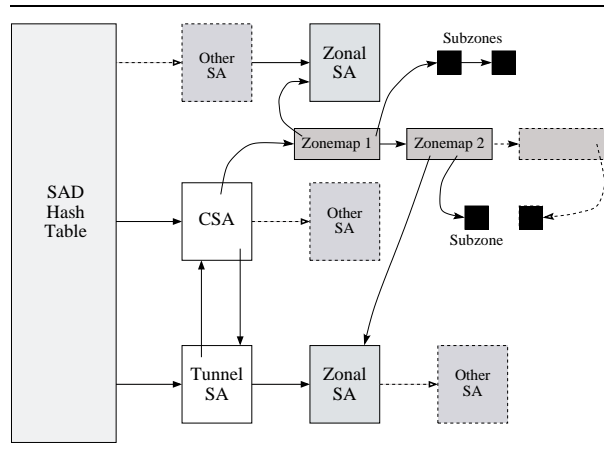 Other
SA
Zonal
SA
Subzones
Zonemap 1
Zonemap 2
SAD
Hash
Table
CSA
Other
SA
Subzone
Tunnel
SA
Zonal
SA
Other
SA